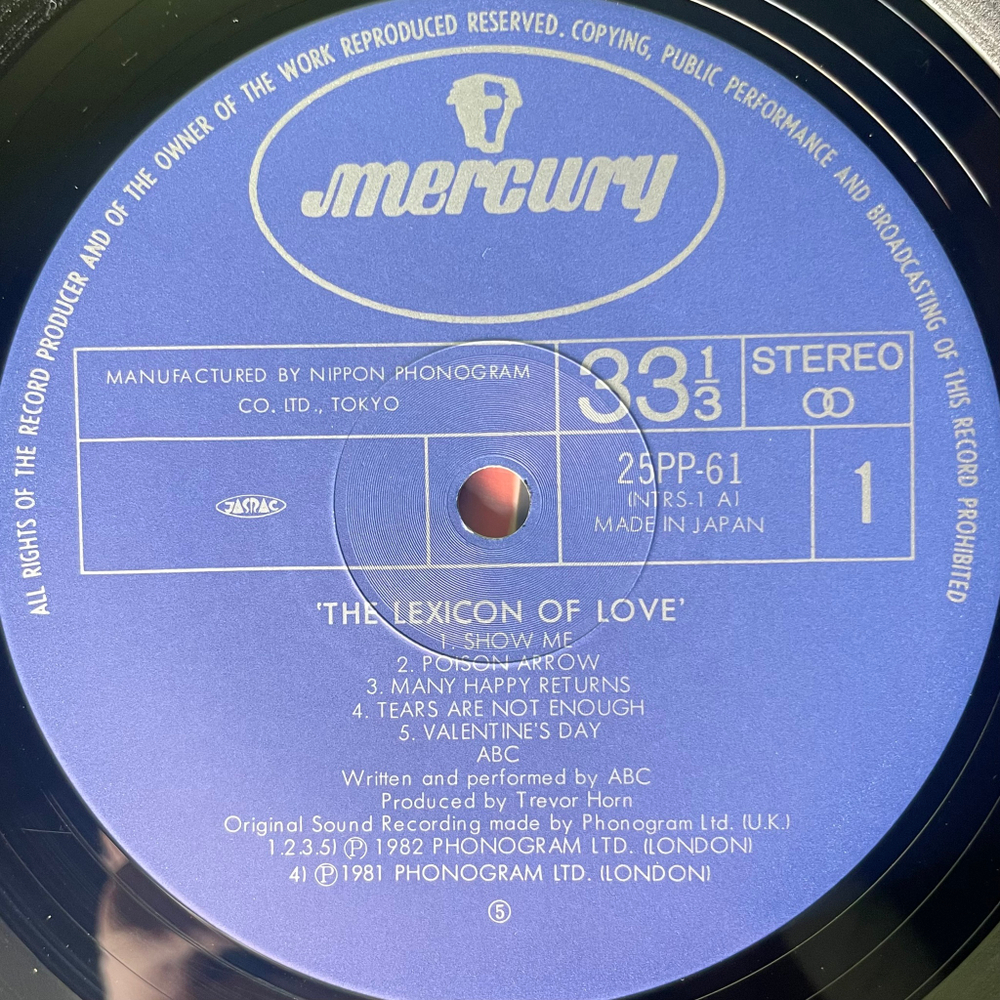 ALL RIGHTS OF THE RECORD PRODUCER AND OF THE OWNER OF THE WORK REPRODUCED RESERVED. COPYING, PUBLIC PERFORMANCE AND BROADCASTING OF THIS RECORD PROHIBITED
mercury
MANUFACTURED BY NIPPON PHONOGRAM
CO. LTD., TOKYO
33 1/3
STEREO
JASRAC
25PP-61
(NTRS-1 A)
MADE IN JAPAN
1
'THE LEXICON OF LOVE'
1. SHOW ME
2. POISON ARROW
3. MANY HAPPY RETURNS
4. TEARS ARE NOT ENOUGH
5. VALENTINE'S DAY
ABC
Written and performed by ABC
Produced by Trevor Horn
Original Sound Recording made by Phonogram Ltd. (U.K.)
1.2.3.5) Ⓟ 1982 PHONOGRAM LTD. (LONDON)
4) Ⓟ 1981 PHONOGRAM LTD. (LONDON)
⑤